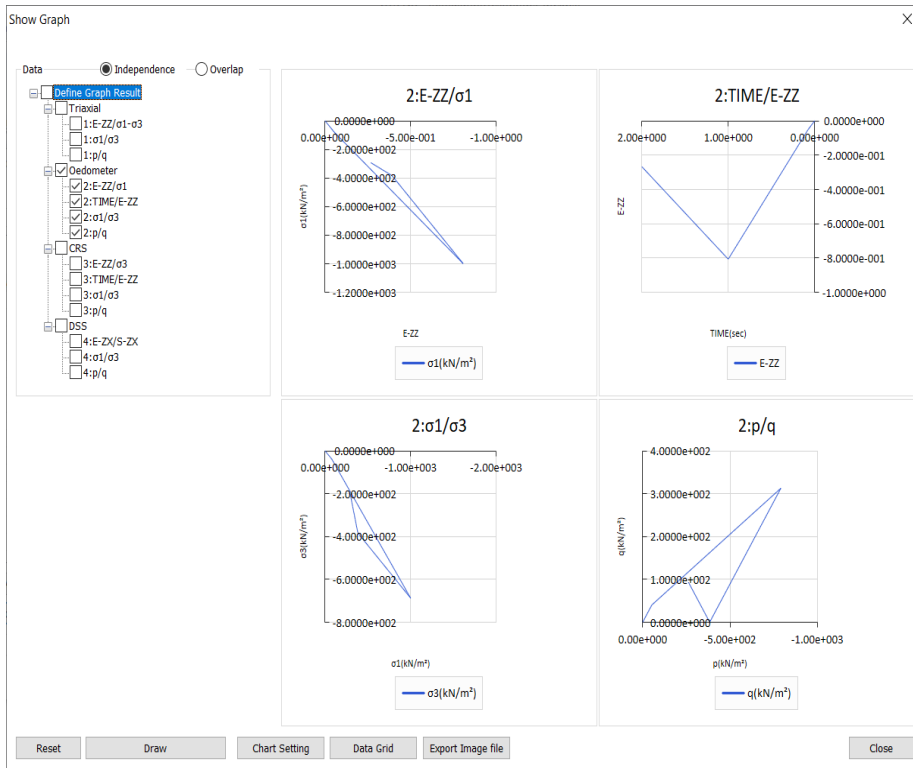 Show Graph
Data
Independence
Overlap
Define Graph Result
Triaxial
1:E-ZZ/σ1-σ3
1:σ1/σ3
1:p/q
Oedometer
2:E-ZZ/σ1
2:TIME/E-ZZ
2:σ1/σ3
2:p/q
CRS
3:E-ZZ/σ3
3:TIME/E-ZZ
3:σ1/σ3
3:p/q
DSS
4:E-ZX/S-ZX
4:σ1/σ3
4:p/q
2:E-ZZ/σ1
0.0000e+000
0.00e+000 -5.00e-001 -1.00e+000
-2.0000e+002
-4.0000e+002
-6.0000e+002
-8.0000e+002
-1.0000e+003
-1.2000e+003
σ1(kN/m²)
E-ZZ
σ1(kN/m²)
2:TIME/E-ZZ
0.0000e+000
2.00e+000 1.00e+000 0.00e+000
-2.0000e-001
-4.0000e-001
-6.0000e-001
-8.0000e-001
-1.0000e+000
E-ZZ
TIME(sec)
E-ZZ
2:σ1/σ3
0.0000e+000
0.00e+000 -1.00e+003 -2.00e+003
-2.0000e+002
-4.0000e+002
-6.0000e+002
-8.0000e+002
σ3(kN/m²)
σ1(kN/m²)
σ3(kN/m²)
2:p/q
4.0000e+002
3.0000e+002
2.0000e+002
1.0000e+002
0.0000e+000
0.00e+000 -5.00e+002 -1.00e+003
q(kN/m²)
p(kN/m²)
q(kN/m²)
Reset
Draw
Chart Setting
Data Grid
Export Image file
Close